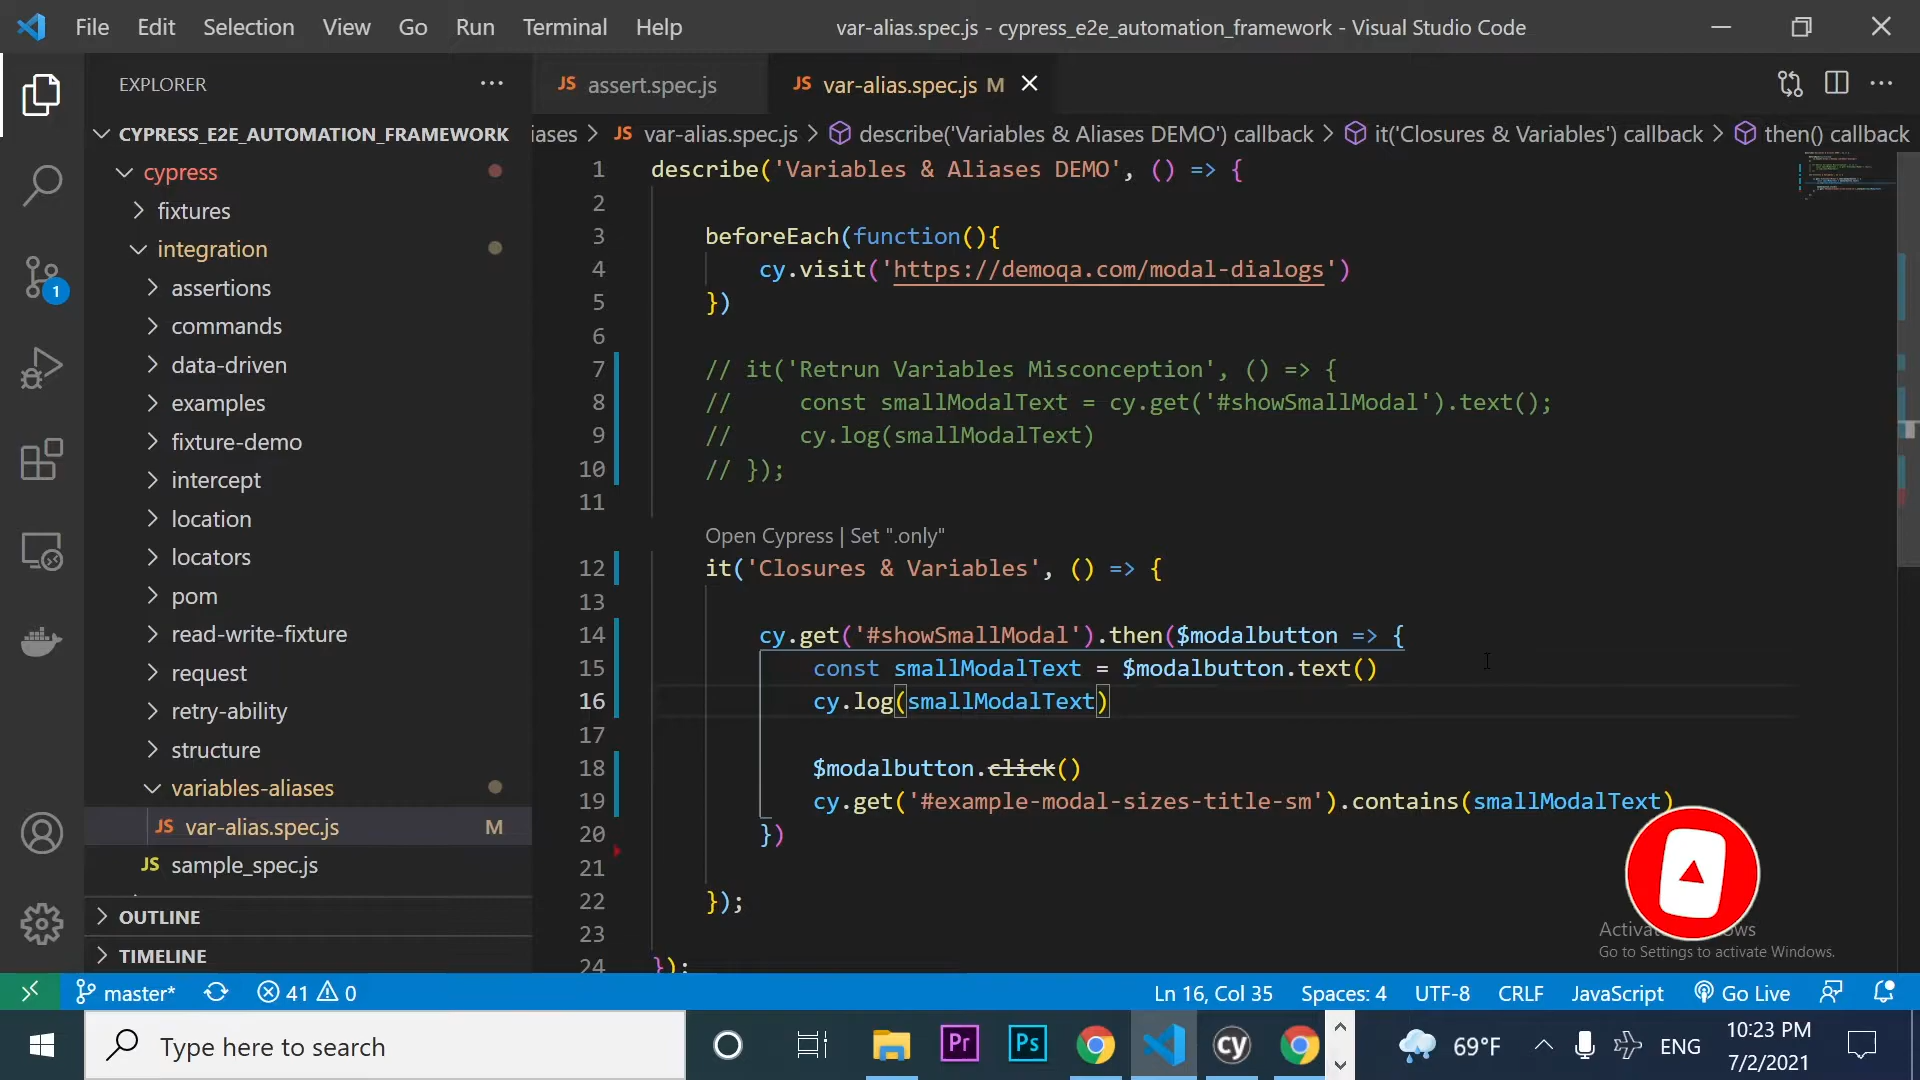 File Edit Selection View Go Run Terminal Help var-alias.spec.js - cypress_e2e_automation_framework - Visual Studio Code
EXPLORER
JS assert.spec.js JS var-alias.spec.js M
CYPRESS_E2E_AUTOMATION_FRAMEWORK
iases > JS var-alias.spec.js > describe('Variables & Aliases DEMO') callback > it('Closures & Variables') callback > then() callback
cypress
fixtures
integration
assertions
commands
data-driven
examples
fixture-demo
intercept
location
locators
pom
read-write-fixture
request
retry-ability
structure
variables-aliases
JS var-alias.spec.js M
JS sample_spec.js
OUTLINE
TIMELINE
1
1 describe('Variables & Aliases DEMO', () => {
2
3 beforeEach(function(){
4 cy.visit('https://demoqa.com/modal-dialogs')
5 })
6
7 // it('Retrun Variables Misconception', () => {
8 // const smallModalText = cy.get('#showSmallModal').text();
9 // cy.log(smallModalText)
10 // });
11
Open Cypress | Set ".only"
12 it('Closures & Variables', () => {
13
14 cy.get('#showSmallModal').then($modalbutton => {
15 const smallModalText = $modalbutton.text()
16 cy.log(smallModalText)
17
18 $modalbutton.click()
19 cy.get('#example-modal-sizes-title-sm').contains(smallModalText)
20 })
21
22 });
23
24 });
Go to Settings to activate Windows.
master* 41 0 Ln 16, Col 35 Spaces: 4 UTF-8 CRLF JavaScript Go Live
Type here to search Pr Ps cy 69°F ENG 10:23 PM
7/2/2021